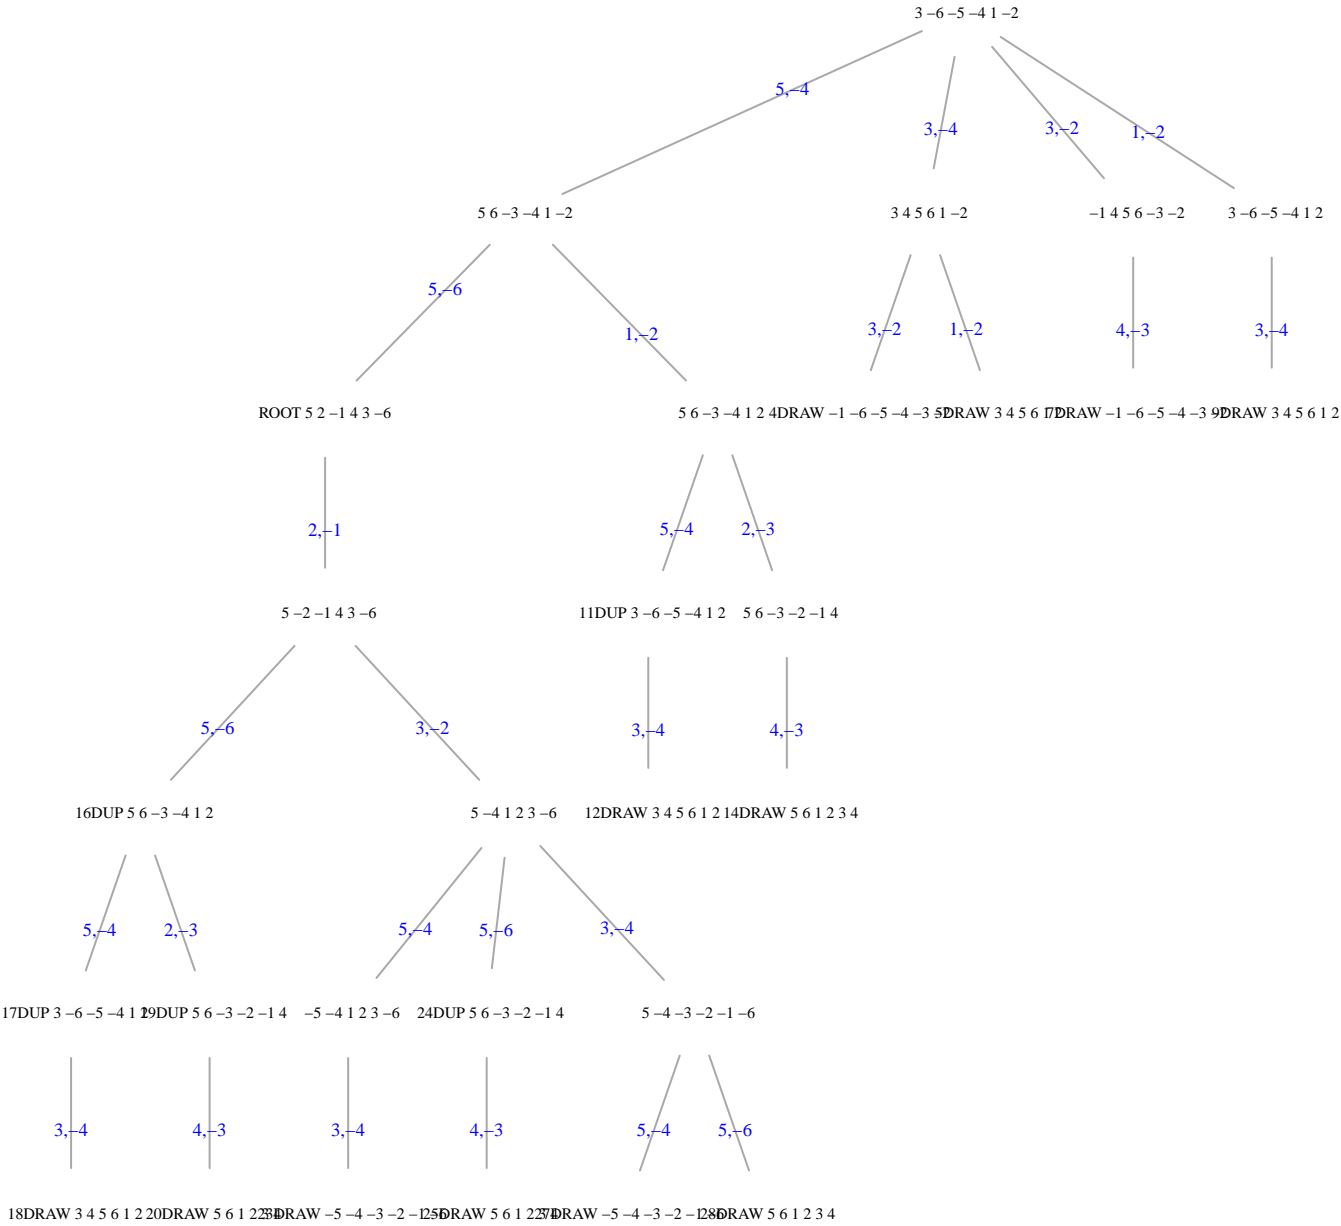 3 –6 –5 –4 1 –2
5,–4
3,–4 3,–2 1,–2
5 6 –3 –4 1 –2 3 4 5 6 1 –2 –1 4 5 6 –3 –2 3 –6 –5 –4 1 2
5,–6 1,–2 3,–2 1,–2 4,–3 3,–4
ROOT 5 2 –1 4 3 –6 5 6 –3 –4 1 2 4DRAW –1 –6 –5 –4 –3 DRAW 3 4 5 6 1 DRAW –1 –6 –5 –4 –3 DRAW 3 4 5 6 1 2
2,–1 5,–4 2,–3
5 –2 –1 4 3 –6 11DUP 3 –6 –5 –4 1 2 5 6 –3 –2 –1 4
5,–6 3,–2 3,–4 4,–3
16DUP 5 6 –3 –4 1 2 5 –4 1 2 3 –6 12DRAW 3 4 5 6 1 2 14DRAW 5 6 1 2 3 4
5,–4 2,–3 5,–4 5,–6 3,–4
17DUP 3 –6 –5 –4 1 DUP 5 6 –3 –2 –1 4 –5 –4 1 2 3 –6 24DUP 5 6 –3 –2 –1 4 5 –4 –3 –2 –1 –6
3,–4 4,–3 3,–4 4,–3 5,–4 5,–6
18DRAW 3 4 5 6 1 2 20DRAW 5 6 1 2 DRAW –5 –4 –3 –2 DRAW 5 6 1 2 DRAW –5 –4 –3 –2 DRAW 5 6 1 2 3 4